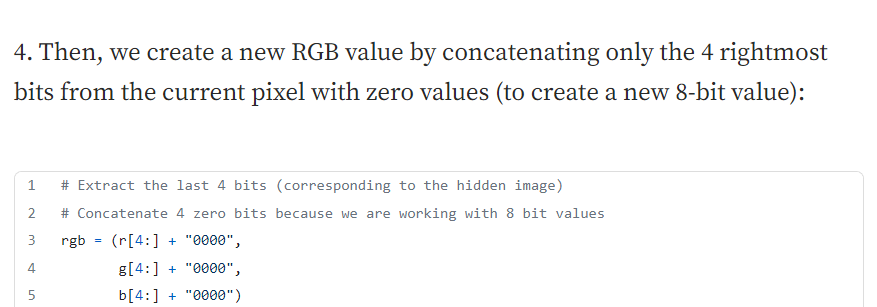 4. Then, we create a new RGB value by concatenating only the 4 rightmost
bits from the current pixel with zero values (to create a new 8-bit value):
1 # Extract the last 4 bits (corresponding to the hidden image)
2 # Concatenate 4 zero bits because we are working with 8 bit values
3 rgb = (r[4:] + "0000",
4 g[4:] + "0000",
5 b[4:] + "0000")